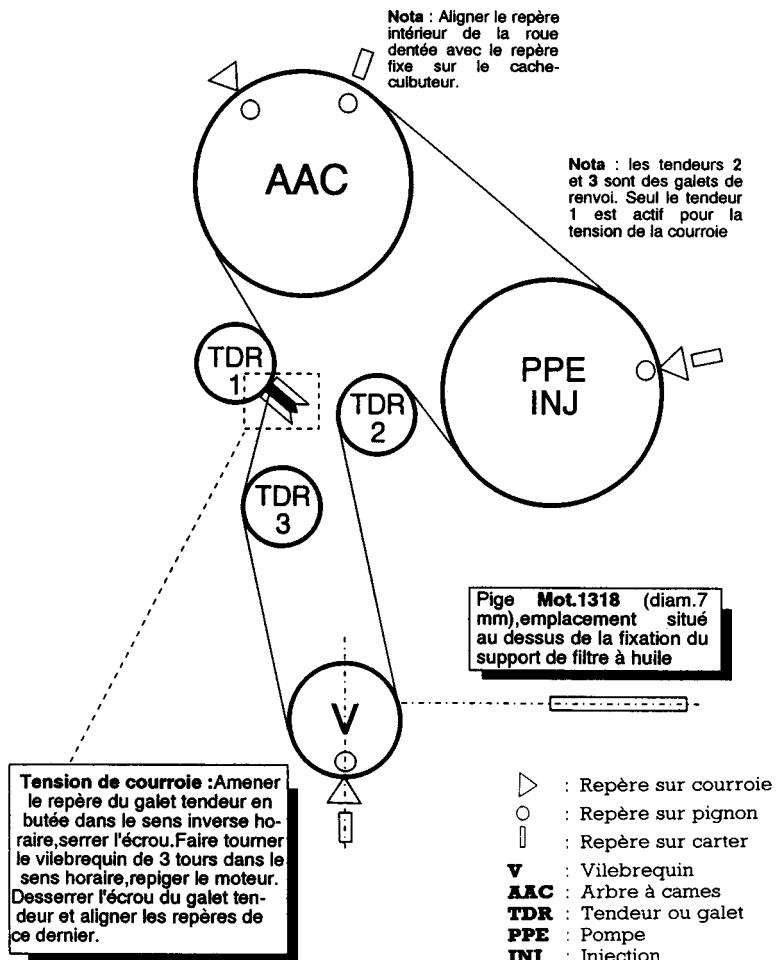 Nota : Aligner le repère
intérieur de la roue
dentée avec le repère
fixe sur le cache-
culbuteur.
AAC
Nota : les tendeurs 2
et 3 sont des galets de
renvoi. Seul le tendeur
1 est actif pour la
tension de la courroie
TDR
1
PPE
INJ
TDR
2
TDR
3
Pige Mot.1318 (diam.7
mm),emplacement situé
au dessus de la fixation du
support de filtre à huile
V
Tension de courroie :Amener
le repère du galet tendeur en
butée dans le sens inverse ho-
raire,serrer l'écrou.Faire tourner
le vilebrequin de 3 tours dans le
sens horaire,repiger le moteur.
Desserrer l'écrou du galet ten-
deur et aligner les repères de
ce dernier.
: Repère sur courroie
: Repère sur pignon
: Repère sur carter
V : Vilebrequin
AAC : Arbre à cames
TDR : Tendeur ou galet
PPE : Pompe
INJ : Injection